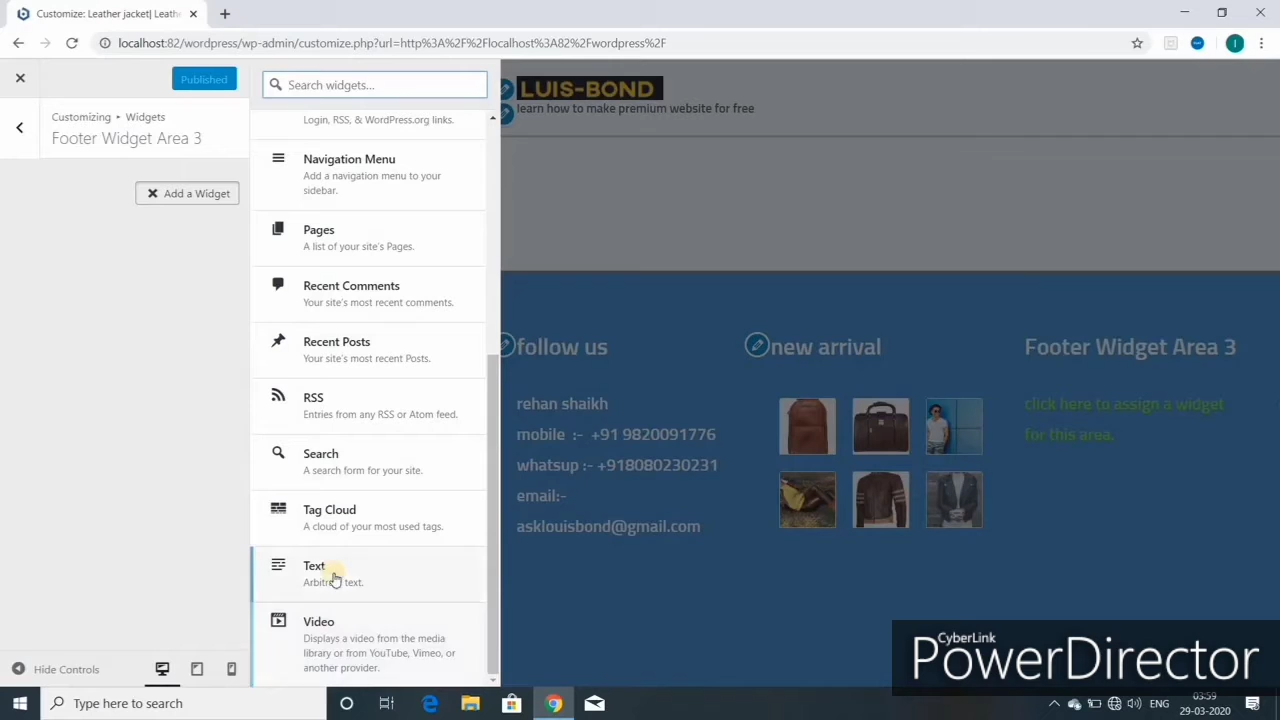 Customize: Leather jacket| Leath
localhost:82/wordpress/wp-admin/customize.php?url=http%3A%2F%2Flocalhost%3A82%2Fwordpress%2F
I
Published
Search widgets...
Customizing ▸ Widgets
Footer Widget Area 3
Add a Widget
Login, RSS, & WordPress.org links.
Navigation Menu
Add a navigation menu to your
sidebar.
Pages
A list of your site's Pages.
Recent Comments
Your site's most recent comments.
Recent Posts
Your site's most recent Posts.
RSS
Entries from any RSS or Atom feed.
Search
A search form for your site.
Tag Cloud
A cloud of your most used tags.
Text
Arbitrary text.
Video
Displays a video from the media
library or from YouTube, Vimeo, or
another provider.
Hide Controls
LUIS-BOND
learn how to make premium website for free
follow us
rehan shaikh
mobile :- +91 9820091776
whatsup :- +918080230231
email:-
asklouisbond@gmail.com
new arrival
Footer Widget Area 3
click here to assign a widget
for this area.
CyberLink
PowerDirector
Type here to search
ENG
03:59
29-03-2020